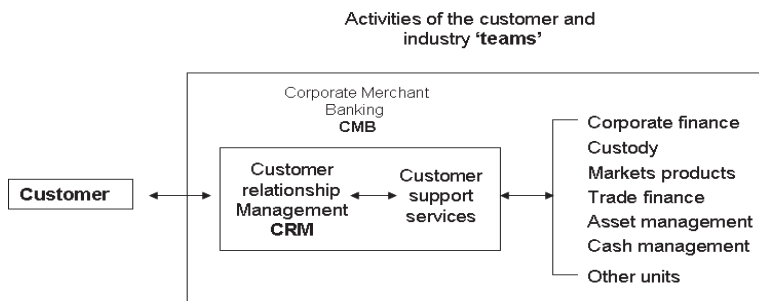 Activities of the customer and
industry ‘teams’
Corporate Merchant
Banking
CMB
Customer
Customer
relationship
Management
CRM
Customer
support
services
Corporate finance
Custody
Markets products
Trade finance
Asset management
Cash management
Other units